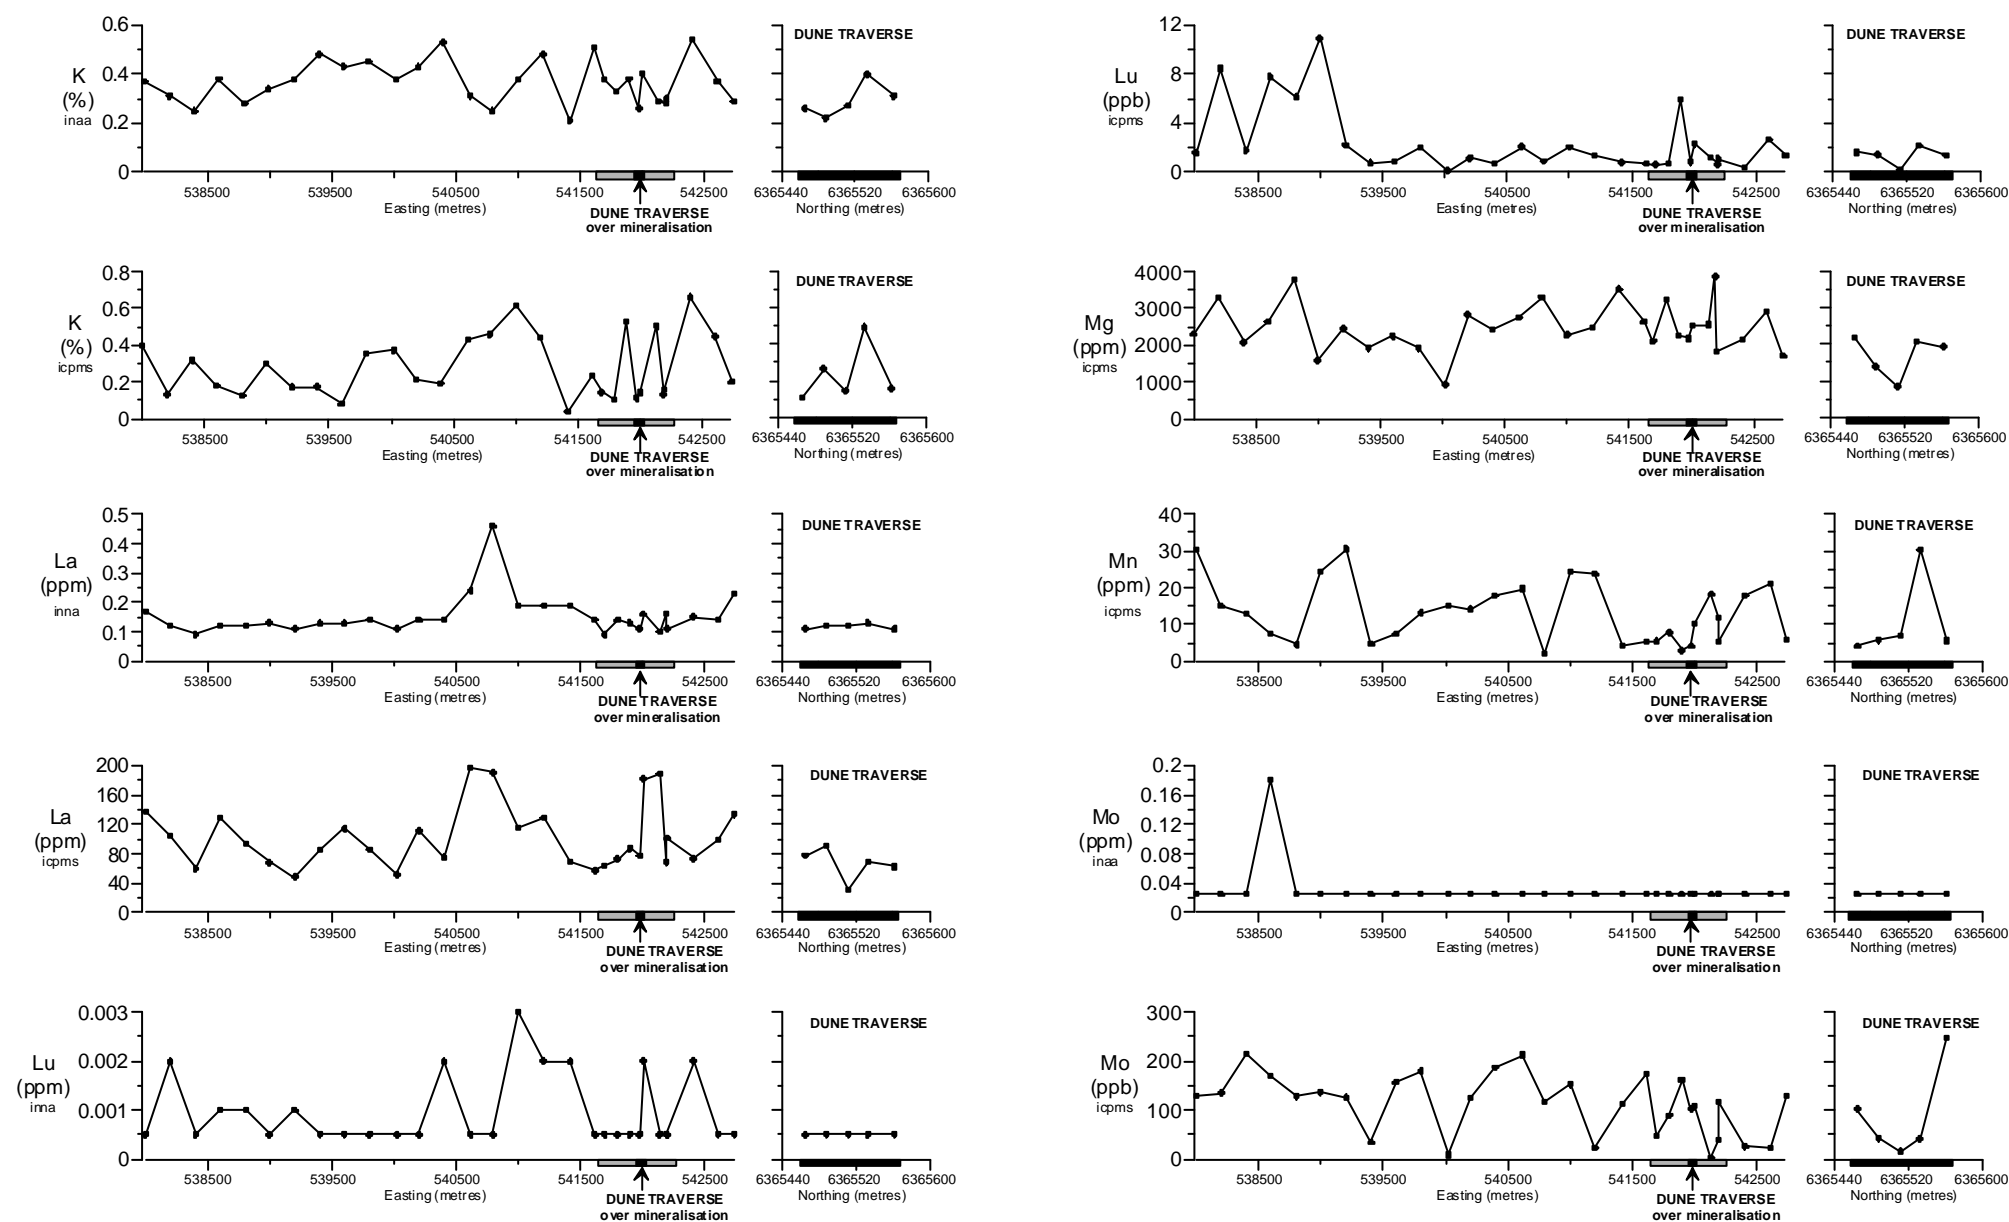 0.6
0.4
0.2
0
K
(%)
inaa
538500 539500 540500 541500 542500
Easting (metres)
DUNE TRAVERSE
over mineralisation
DUNE TRAVERSE
6365440 6365520 6365600
Northing (metres)
0.8
0.6
0.4
0.2
0
K
(%)
icpms
538500 539500 540500 541500 542500
Easting (metres)
DUNE TRAVERSE
over mineralisation
DUNE TRAVERSE
6365440 6365520 6365600
Northing (metres)
0.5
0.4
0.3
0.2
0.1
0
La
(ppm)
inna
538500 539500 540500 541500 542500
Easting (metres)
DUNE TRAVERSE
over mineralisation
DUNE TRAVERSE
6365440 6365520 6365600
Northing (metres)
200
160
120
80
40
0
La
(ppm)
icpms
538500 539500 540500 541500 542500
Easting (metres)
DUNE TRAVERSE
over mineralisation
DUNE TRAVERSE
6365440 6365520 6365600
Northing (metres)
0.003
0.002
0.001
0
Lu
(ppm)
inna
538500 539500 540500 541500 542500
Easting (metres)
DUNE TRAVERSE
over mineralisation
DUNE TRAVERSE
6365440 6365520 6365600
Northing (metres)
12
8
4
0
Lu
(ppb)
icpms
538500 539500 540500 541500 542500
Easting (metres)
DUNE TRAVERSE
over mineralisation
DUNE TRAVERSE
6365440 6365520 6365600
Northing (metres)
4000
3000
2000
1000
0
Mg
(ppm)
icpms
538500 539500 540500 541500 542500
Easting (metres)
DUNE TRAVERSE
over mineralisation
DUNE TRAVERSE
6365440 6365520 6365600
Northing (metres)
40
30
20
10
0
Mn
(ppm)
icpms
538500 539500 540500 541500 542500
Easting (metres)
DUNE TRAVERSE
over mineralisation
DUNE TRAVERSE
6365440 6365520 6365600
Northing (metres)
0.2
0.16
0.12
0.08
0.04
0
Mo
(ppm)
inaa
538500 539500 540500 541500 542500
Easting (metres)
DUNE TRAVERSE
over mineralisation
DUNE TRAVERSE
6365440 6365520 6365600
Northing (metres)
300
200
100
0
Mo
(ppb)
icpms
538500 539500 540500 541500 542500
Easting (metres)
DUNE TRAVERSE
over mineralisation
DUNE TRAVERSE
6365440 6365520 6365600
Northing (metres)